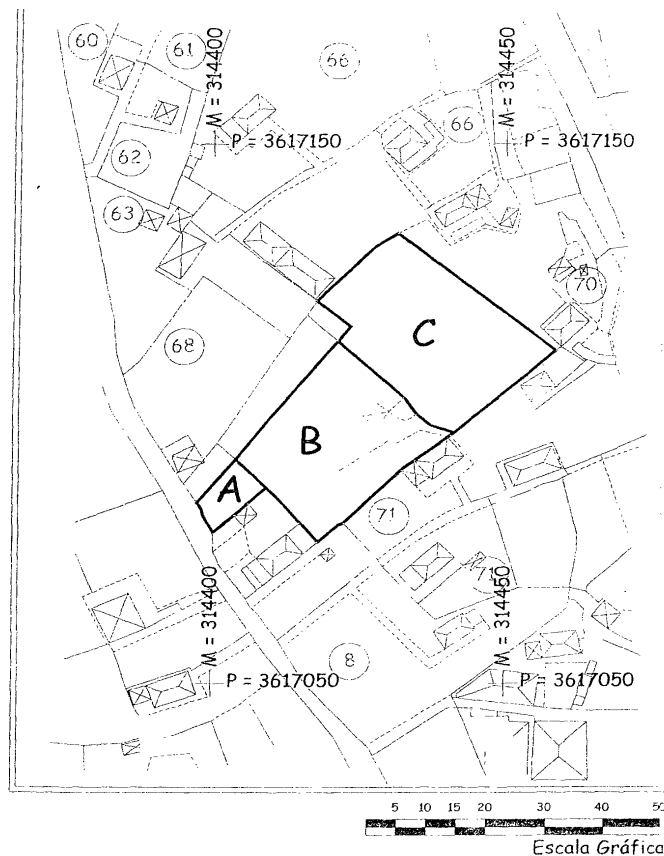 60
61
66
M = 314400
M = 314450
66
P = 3617150
P = 3617150
62
63
70
68
C
B
A
71
71
M = 314400
M = 314450
8
P = 3617050
P = 3617050
5 10 15 20 30 40 50
Escala Gráfica